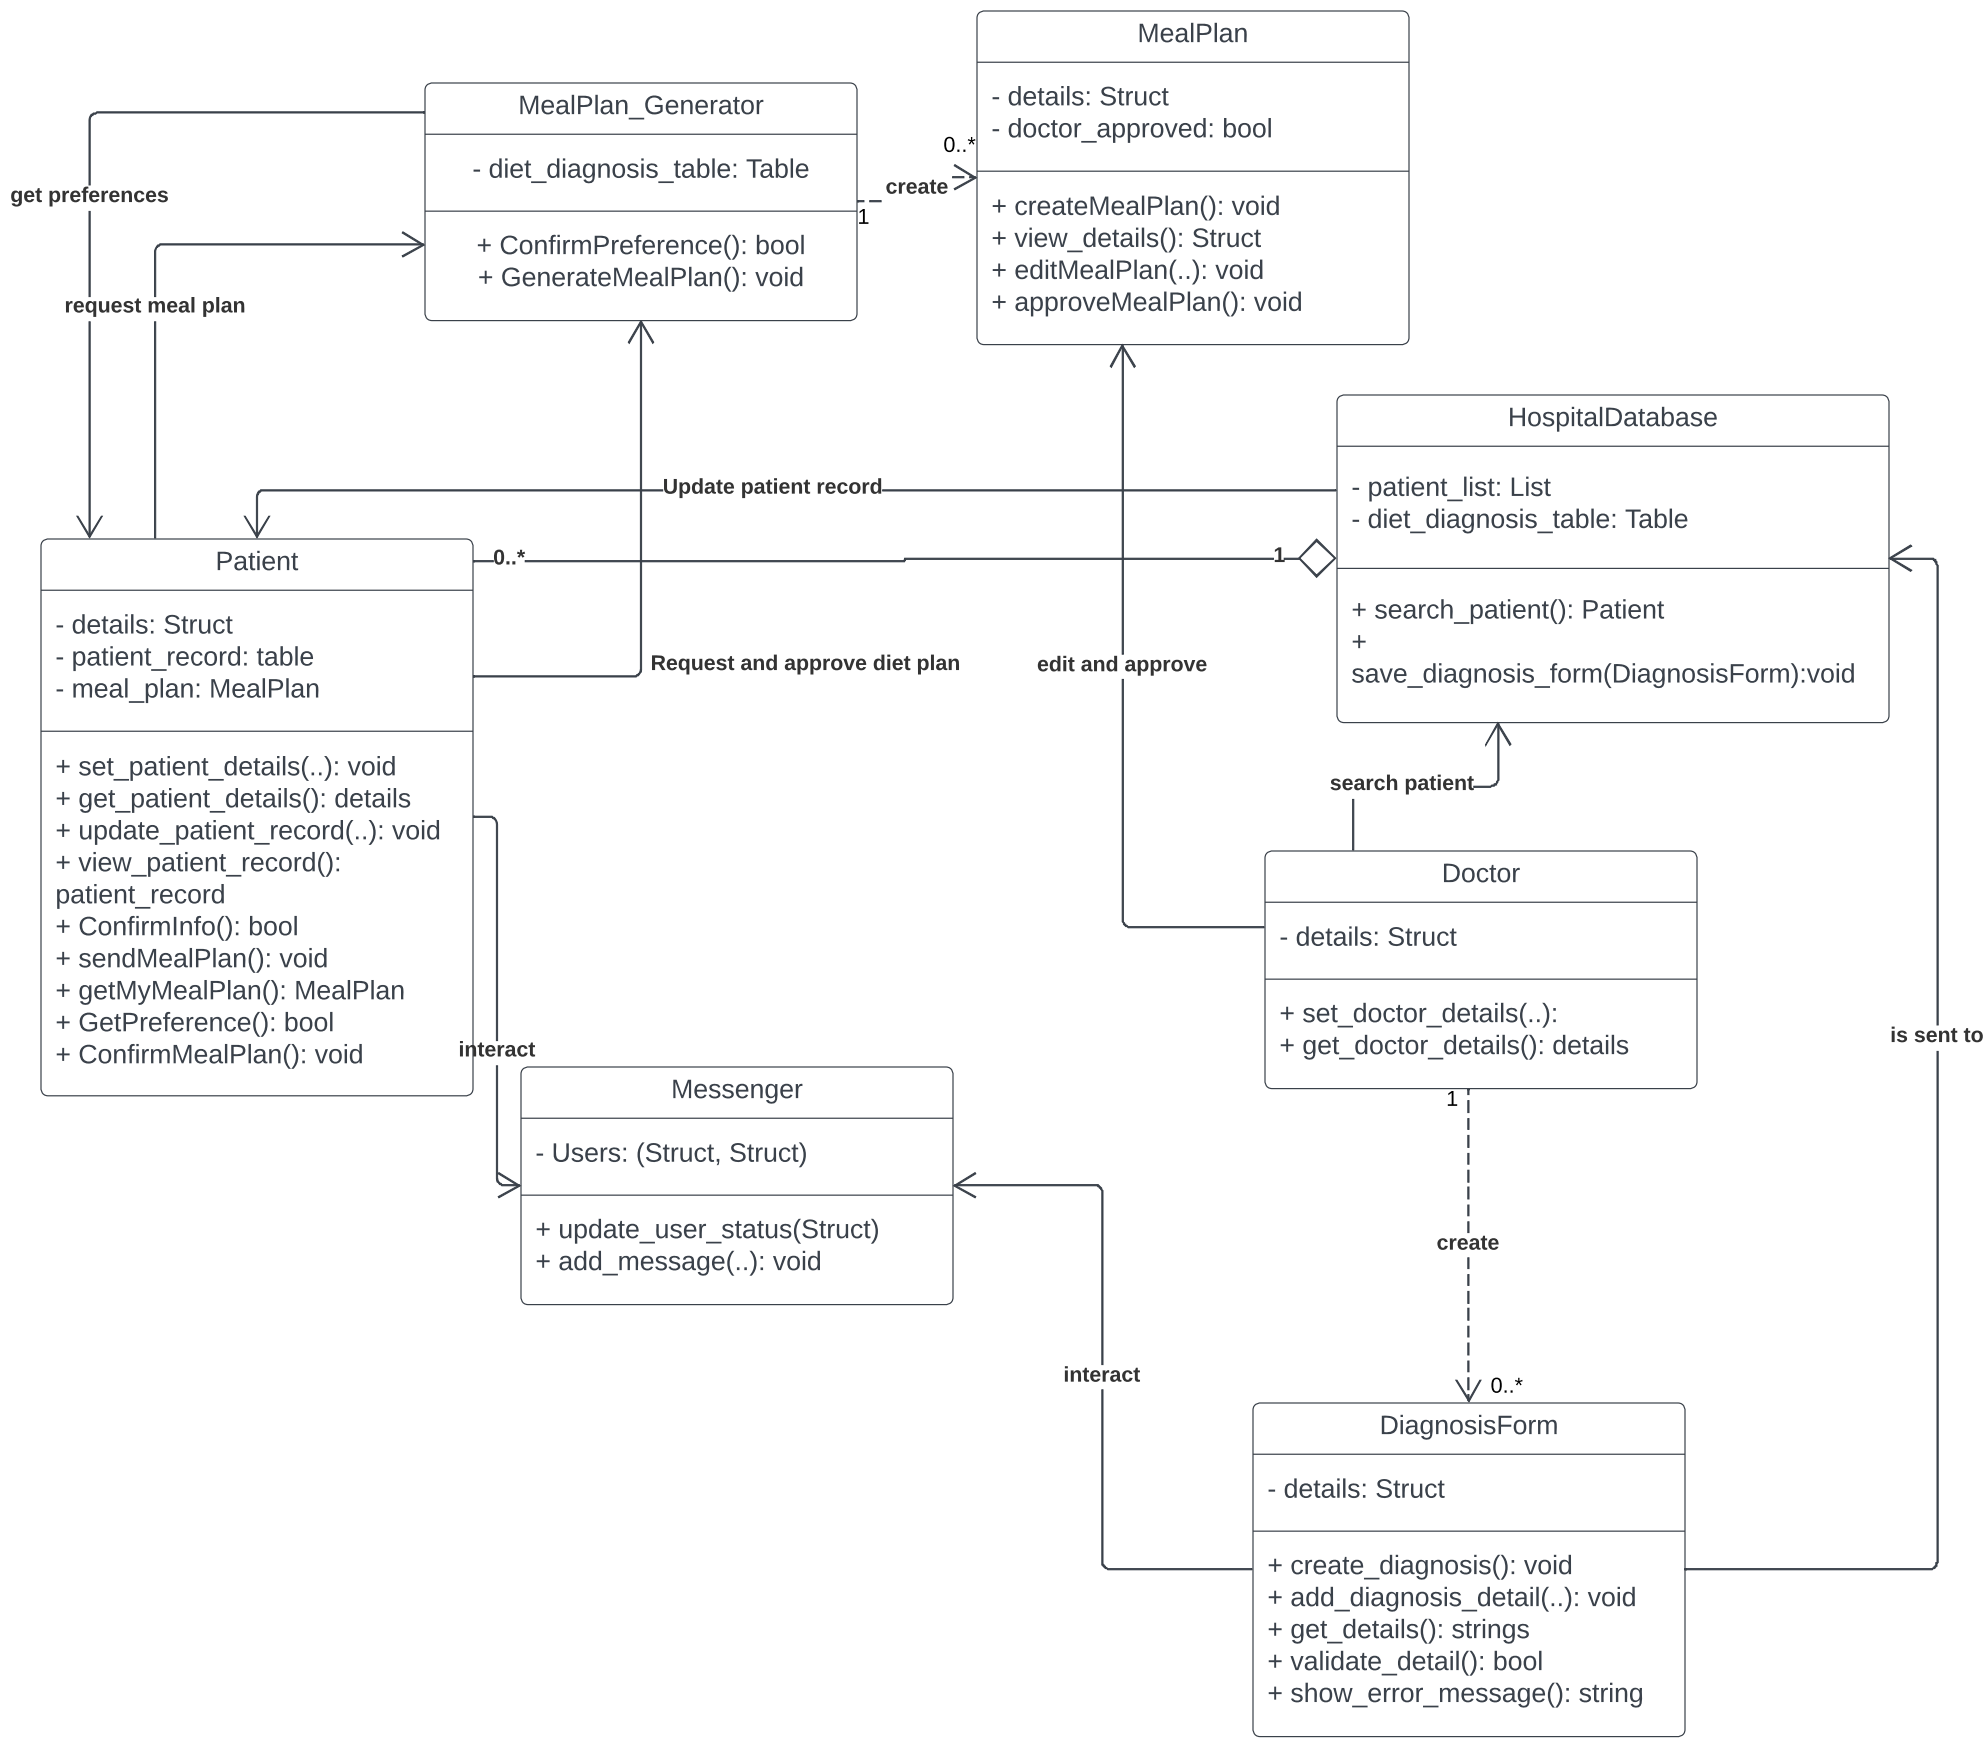 MealPlan
- details: Struct
- doctor_approved: bool
+ createMealPlan(): void
+ view_details(): Struct
+ editMealPlan(..): void
+ approveMealPlan(): void
MealPlan_Generator
- diet_diagnosis_table: Table
+ ConfirmPreference(): bool
+ GenerateMealPlan(): void
0..*
create
1
get preferences
request meal plan
HospitalDatabase
- patient_list: List
- diet_diagnosis_table: Table
+ search_patient(): Patient
+
save_diagnosis_form(DiagnosisForm):void
Update patient record
0..*
1
Patient
- details: Struct
- patient_record: table
- meal_plan: MealPlan
+ set_patient_details(..): void
+ get_patient_details(): details
+ update_patient_record(..): void
+ view_patient_record():
patient_record
+ ConfirmInfo(): bool
+ sendMealPlan(): void
+ getMyMealPlan(): MealPlan
+ GetPreference(): bool
+ ConfirmMealPlan(): void
Request and approve diet plan
edit and approve
search patient
Doctor
- details: Struct
+ set_doctor_details(..):
+ get_doctor_details(): details
is sent to
interact
Messenger
- Users: (Struct, Struct)
+ update_user_status(Struct)
+ add_message(..): void
1
create
0..*
interact
DiagnosisForm
- details: Struct
+ create_diagnosis(): void
+ add_diagnosis_detail(..): void
+ get_details(): strings
+ validate_detail(): bool
+ show_error_message(): string